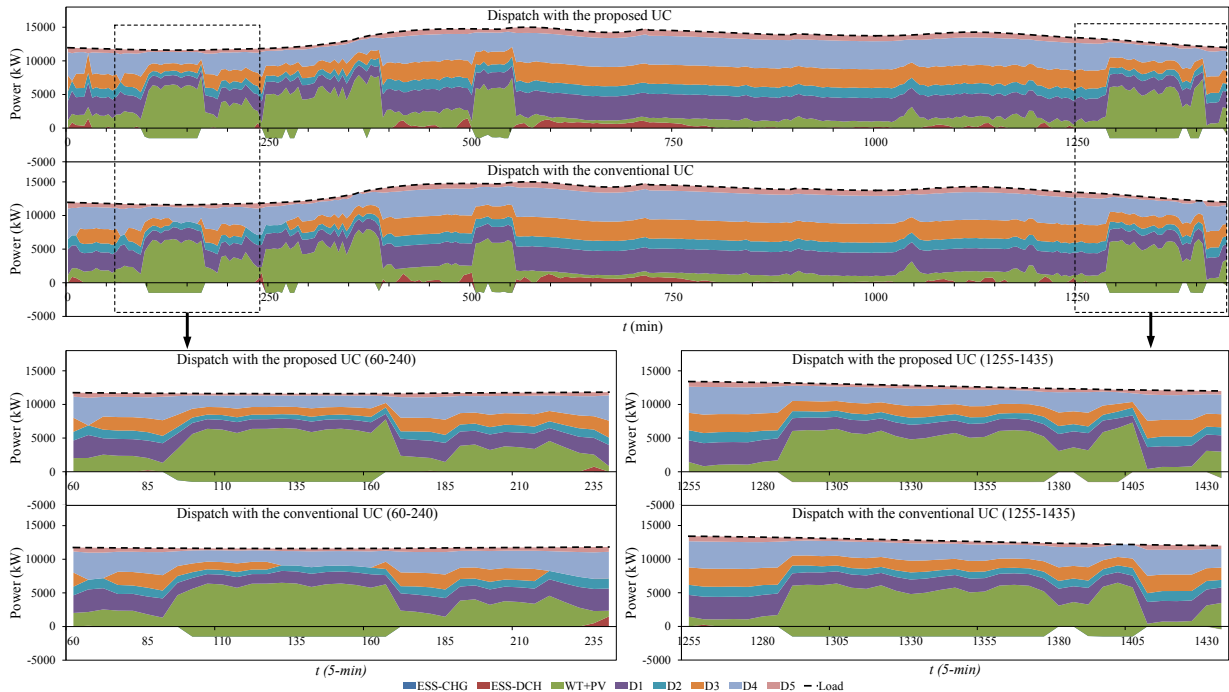 Dispatch with the proposed UC
15000
10000
5000
0
-5000
Power (kW)
0 250 500 750 1000 1250
Dispatch with the conventional UC
15000
10000
5000
0
-5000
Power (kW)
0 250 500 750 1000 1250
t (min)
Dispatch with the proposed UC (60-240)
15000
10000
5000
0
-5000
Power (kW)
60 85 110 135 160 185 210 235
Dispatch with the conventional UC (60-240)
15000
10000
5000
0
-5000
Power (kW)
60 85 110 135 160 185 210 235
t (5-min)
Dispatch with the proposed UC (1255-1435)
15000
10000
5000
0
-5000
Power (kW)
1255 1280 1305 1330 1355 1380 1405 1430
Dispatch with the conventional UC (1255-1435)
15000
10000
5000
0
-5000
Power (kW)
1255 1280 1305 1330 1355 1380 1405 1430
t (5-min)
ESS-CHG ESS-DCH WT+PV D1 D2 D3 D4 D5 Load